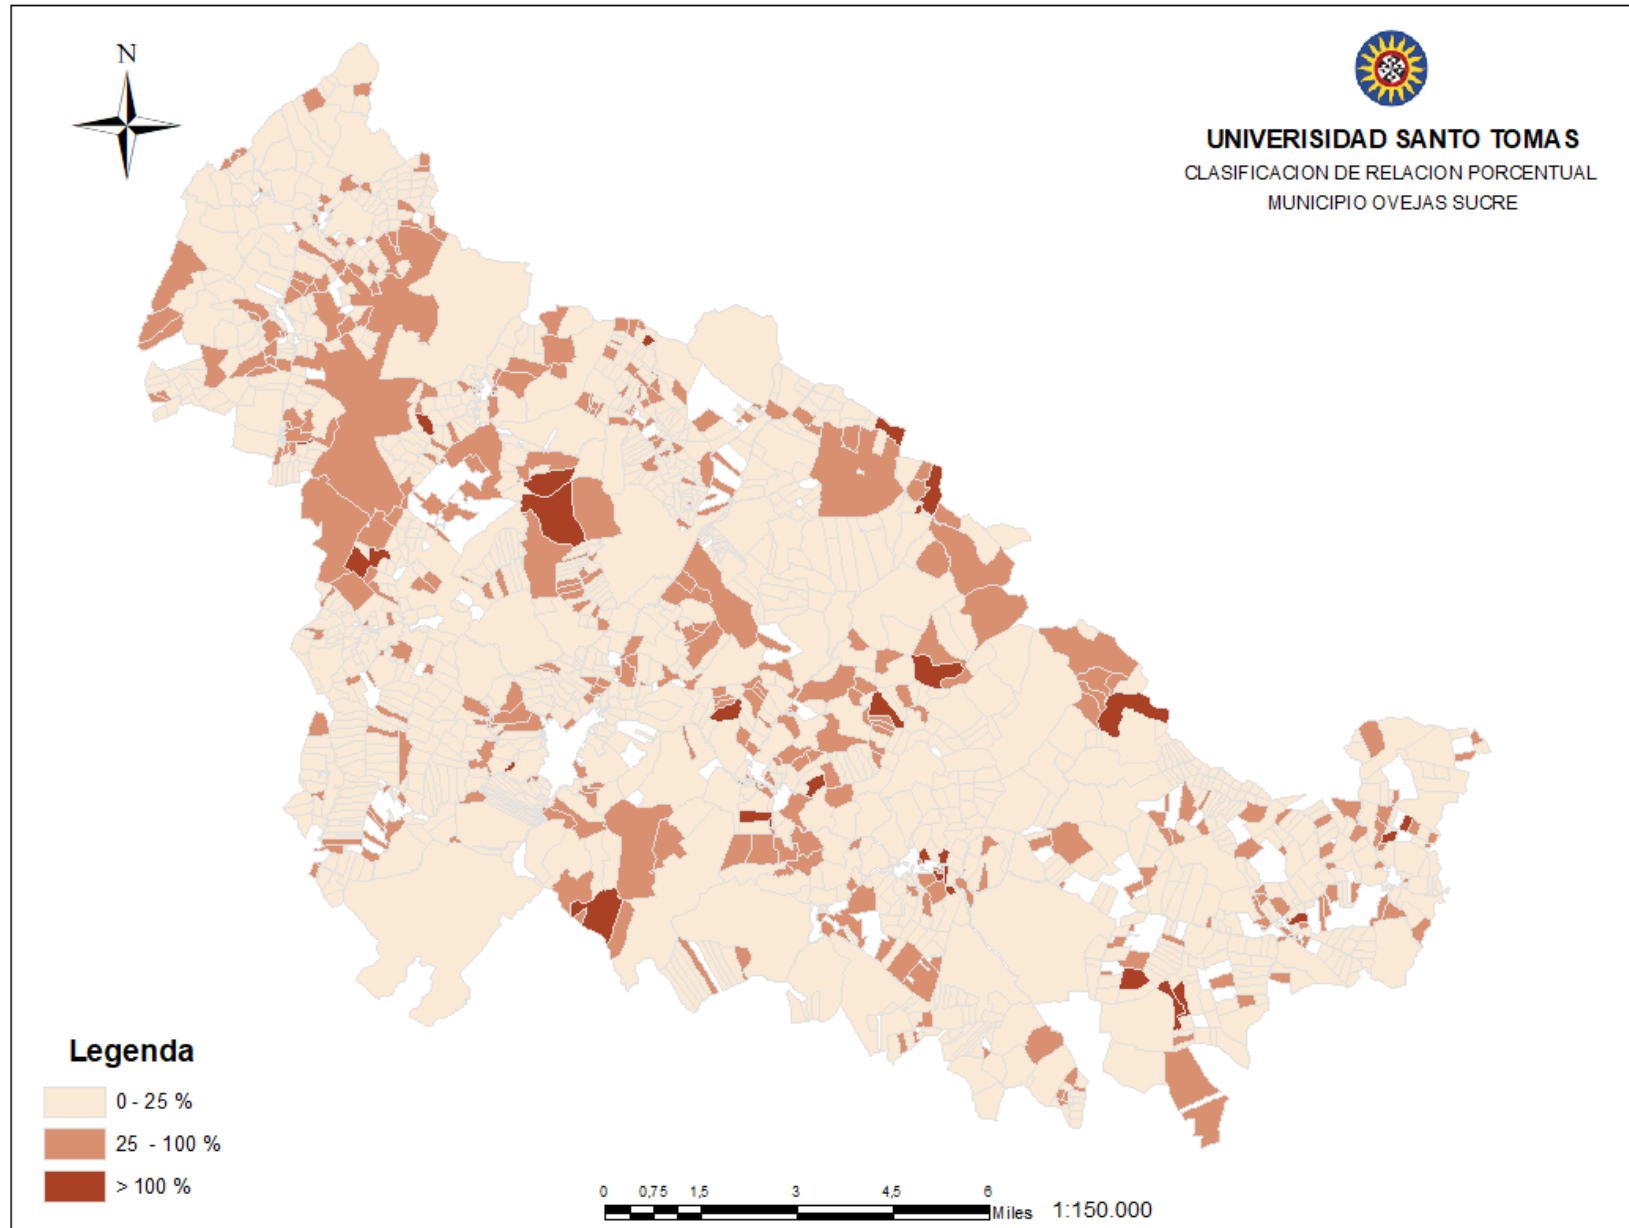 N
UNIVERISIDAD SANTO TOMAS
CLASIFICACION DE RELACION PORCENTUAL
MUNICIPIO OVEJAS SUCRE
Legenda
0 - 25 %
25 - 100 %
> 100 %
0 0,75 1,5 3 4,5 6
Miles 1:150.000